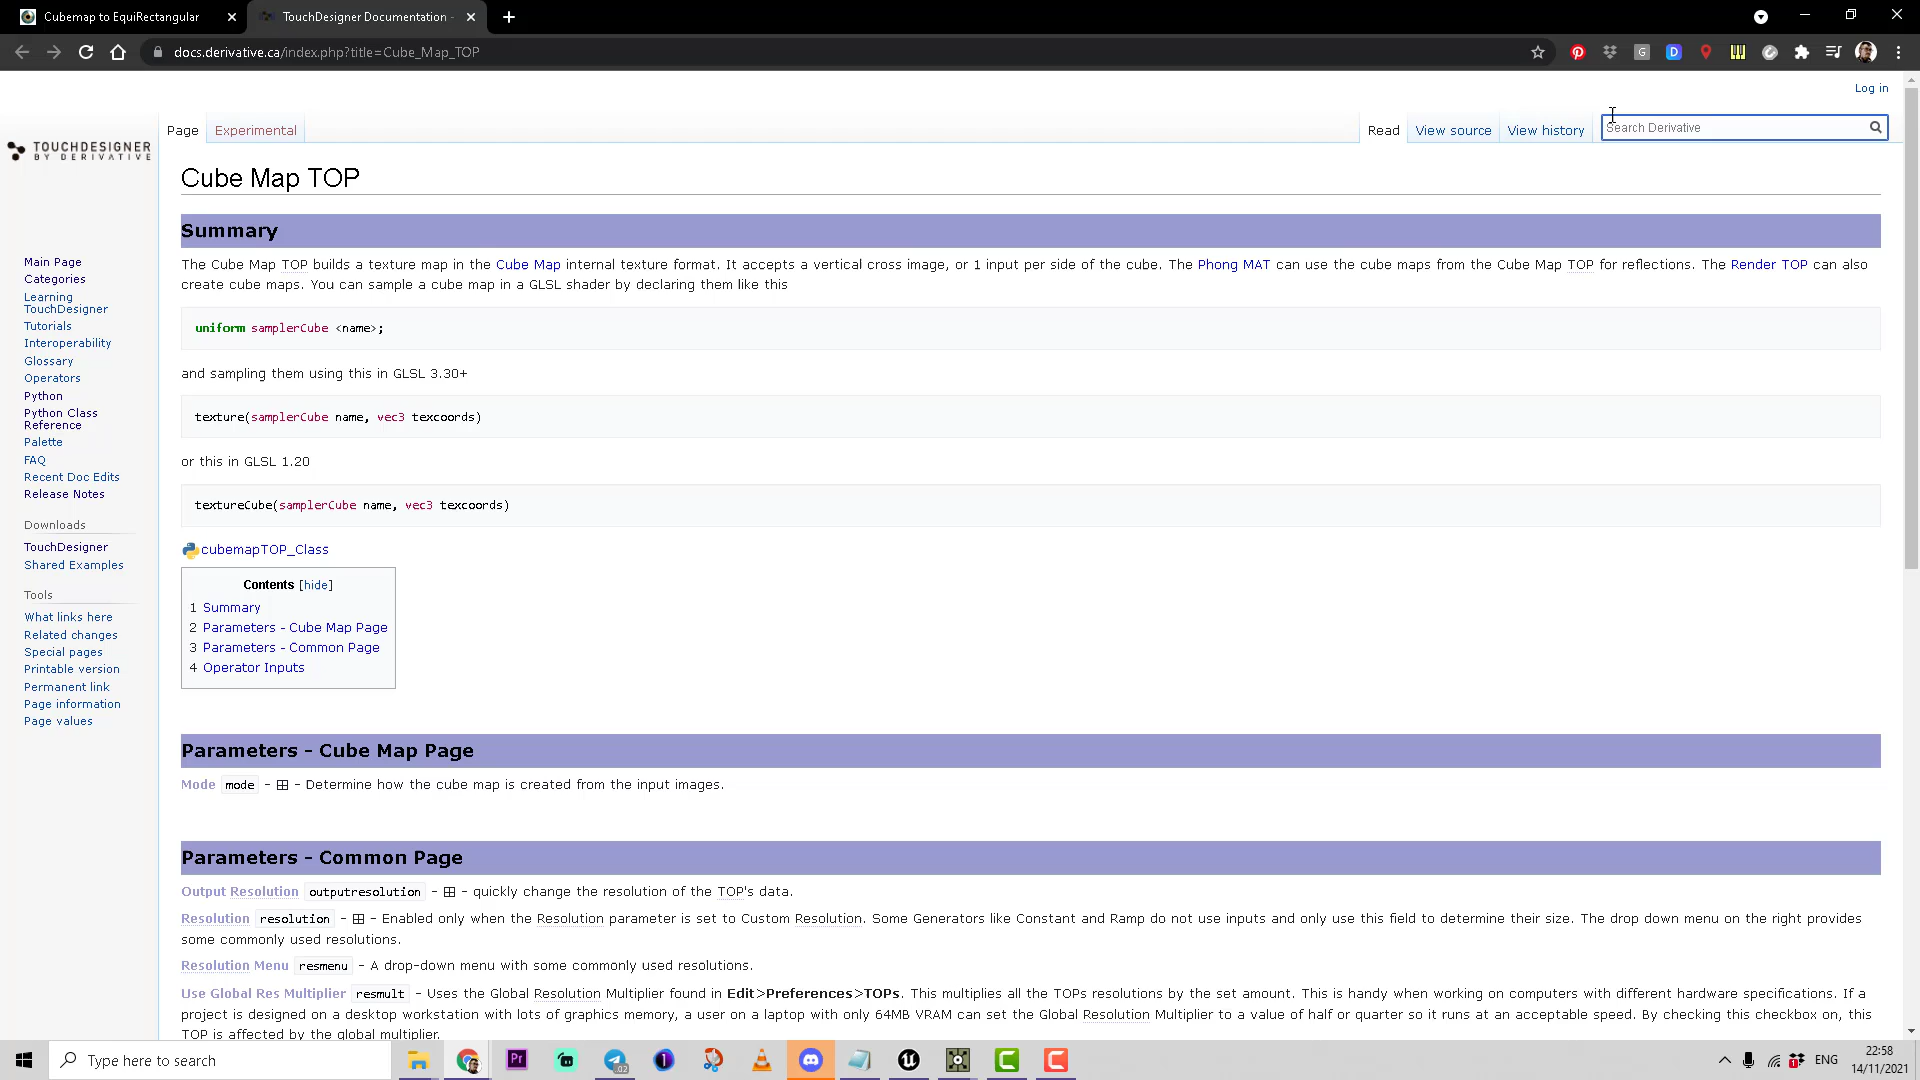 Cubemap to EquiRectangular
TouchDesigner Documentation -
docs.derivative.ca/index.php?title=Cube_Map_TOP
Log in
Page
Experimental
Read
View source
View history
Search Derivative
TOUCHDESIGNER
BY DERIVATIVE
Main Page
Categories
Learning
TouchDesigner
Tutorials
Interoperability
Glossary
Operators
Python
Python Class
Reference
Palette
FAQ
Recent Doc Edits
Release Notes
Downloads
TouchDesigner
Shared Examples
Tools
What links here
Related changes
Special pages
Printable version
Permanent link
Page information
Page values
Cube Map TOP
Summary
The Cube Map TOP builds a texture map in the Cube Map internal texture format. It accepts a vertical cross image, or 1 input per side of the cube. The Phong MAT can use the cube maps from the Cube Map TOP for reflections. The Render TOP can also
create cube maps. You can sample a cube map in a GLSL shader by declaring them like this
uniform samplerCube <name>;
and sampling them using this in GLSL 3.30+
texture(samplerCube name, vec3 texcoords)
or this in GLSL 1.20
textureCube(samplerCube name, vec3 texcoords)
cubemapTOP_Class
Contents [hide]
1 Summary
2 Parameters - Cube Map Page
3 Parameters - Common Page
4 Operator Inputs
Parameters - Cube Map Page
Mode mode - ⊞ - Determine how the cube map is created from the input images.
Parameters - Common Page
Output Resolution outputresolution - ⊞ - quickly change the resolution of the TOP's data.
Resolution resolution - ⊞ - Enabled only when the Resolution parameter is set to Custom Resolution. Some Generators like Constant and Ramp do not use inputs and only use this field to determine their size. The drop down menu on the right provides
some commonly used resolutions.
Resolution Menu resmenu - A drop-down menu with some commonly used resolutions.
Use Global Res Multiplier resmult - Uses the Global Resolution Multiplier found in Edit>Preferences>TOPs. This multiplies all the TOPs resolutions by the set amount. This is handy when working on computers with different hardware specifications. If a
project is designed on a desktop workstation with lots of graphics memory, a user on a laptop with only 64MB VRAM can set the Global Resolution Multiplier to a value of half or quarter so it runs at an acceptable speed. By checking this checkbox on, this
TOP is affected by the global multiplier.
Type here to search
Pr
ENG
22:58
14/11/2021